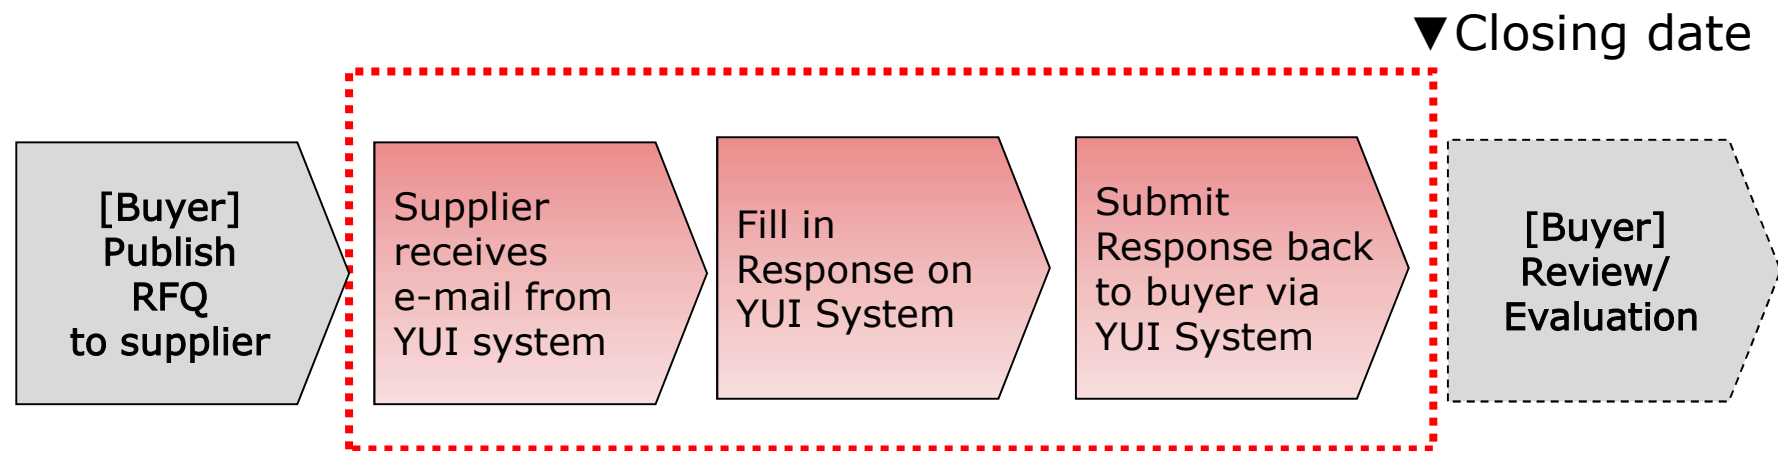 ▼Closing date
[Buyer]
Publish
RFQ
to supplier
Supplier
receives
e-mail from
YUI system
Fill in
Response on
YUI System
Submit
Response back
to buyer via
YUI System
[Buyer]
Review/
Evaluation